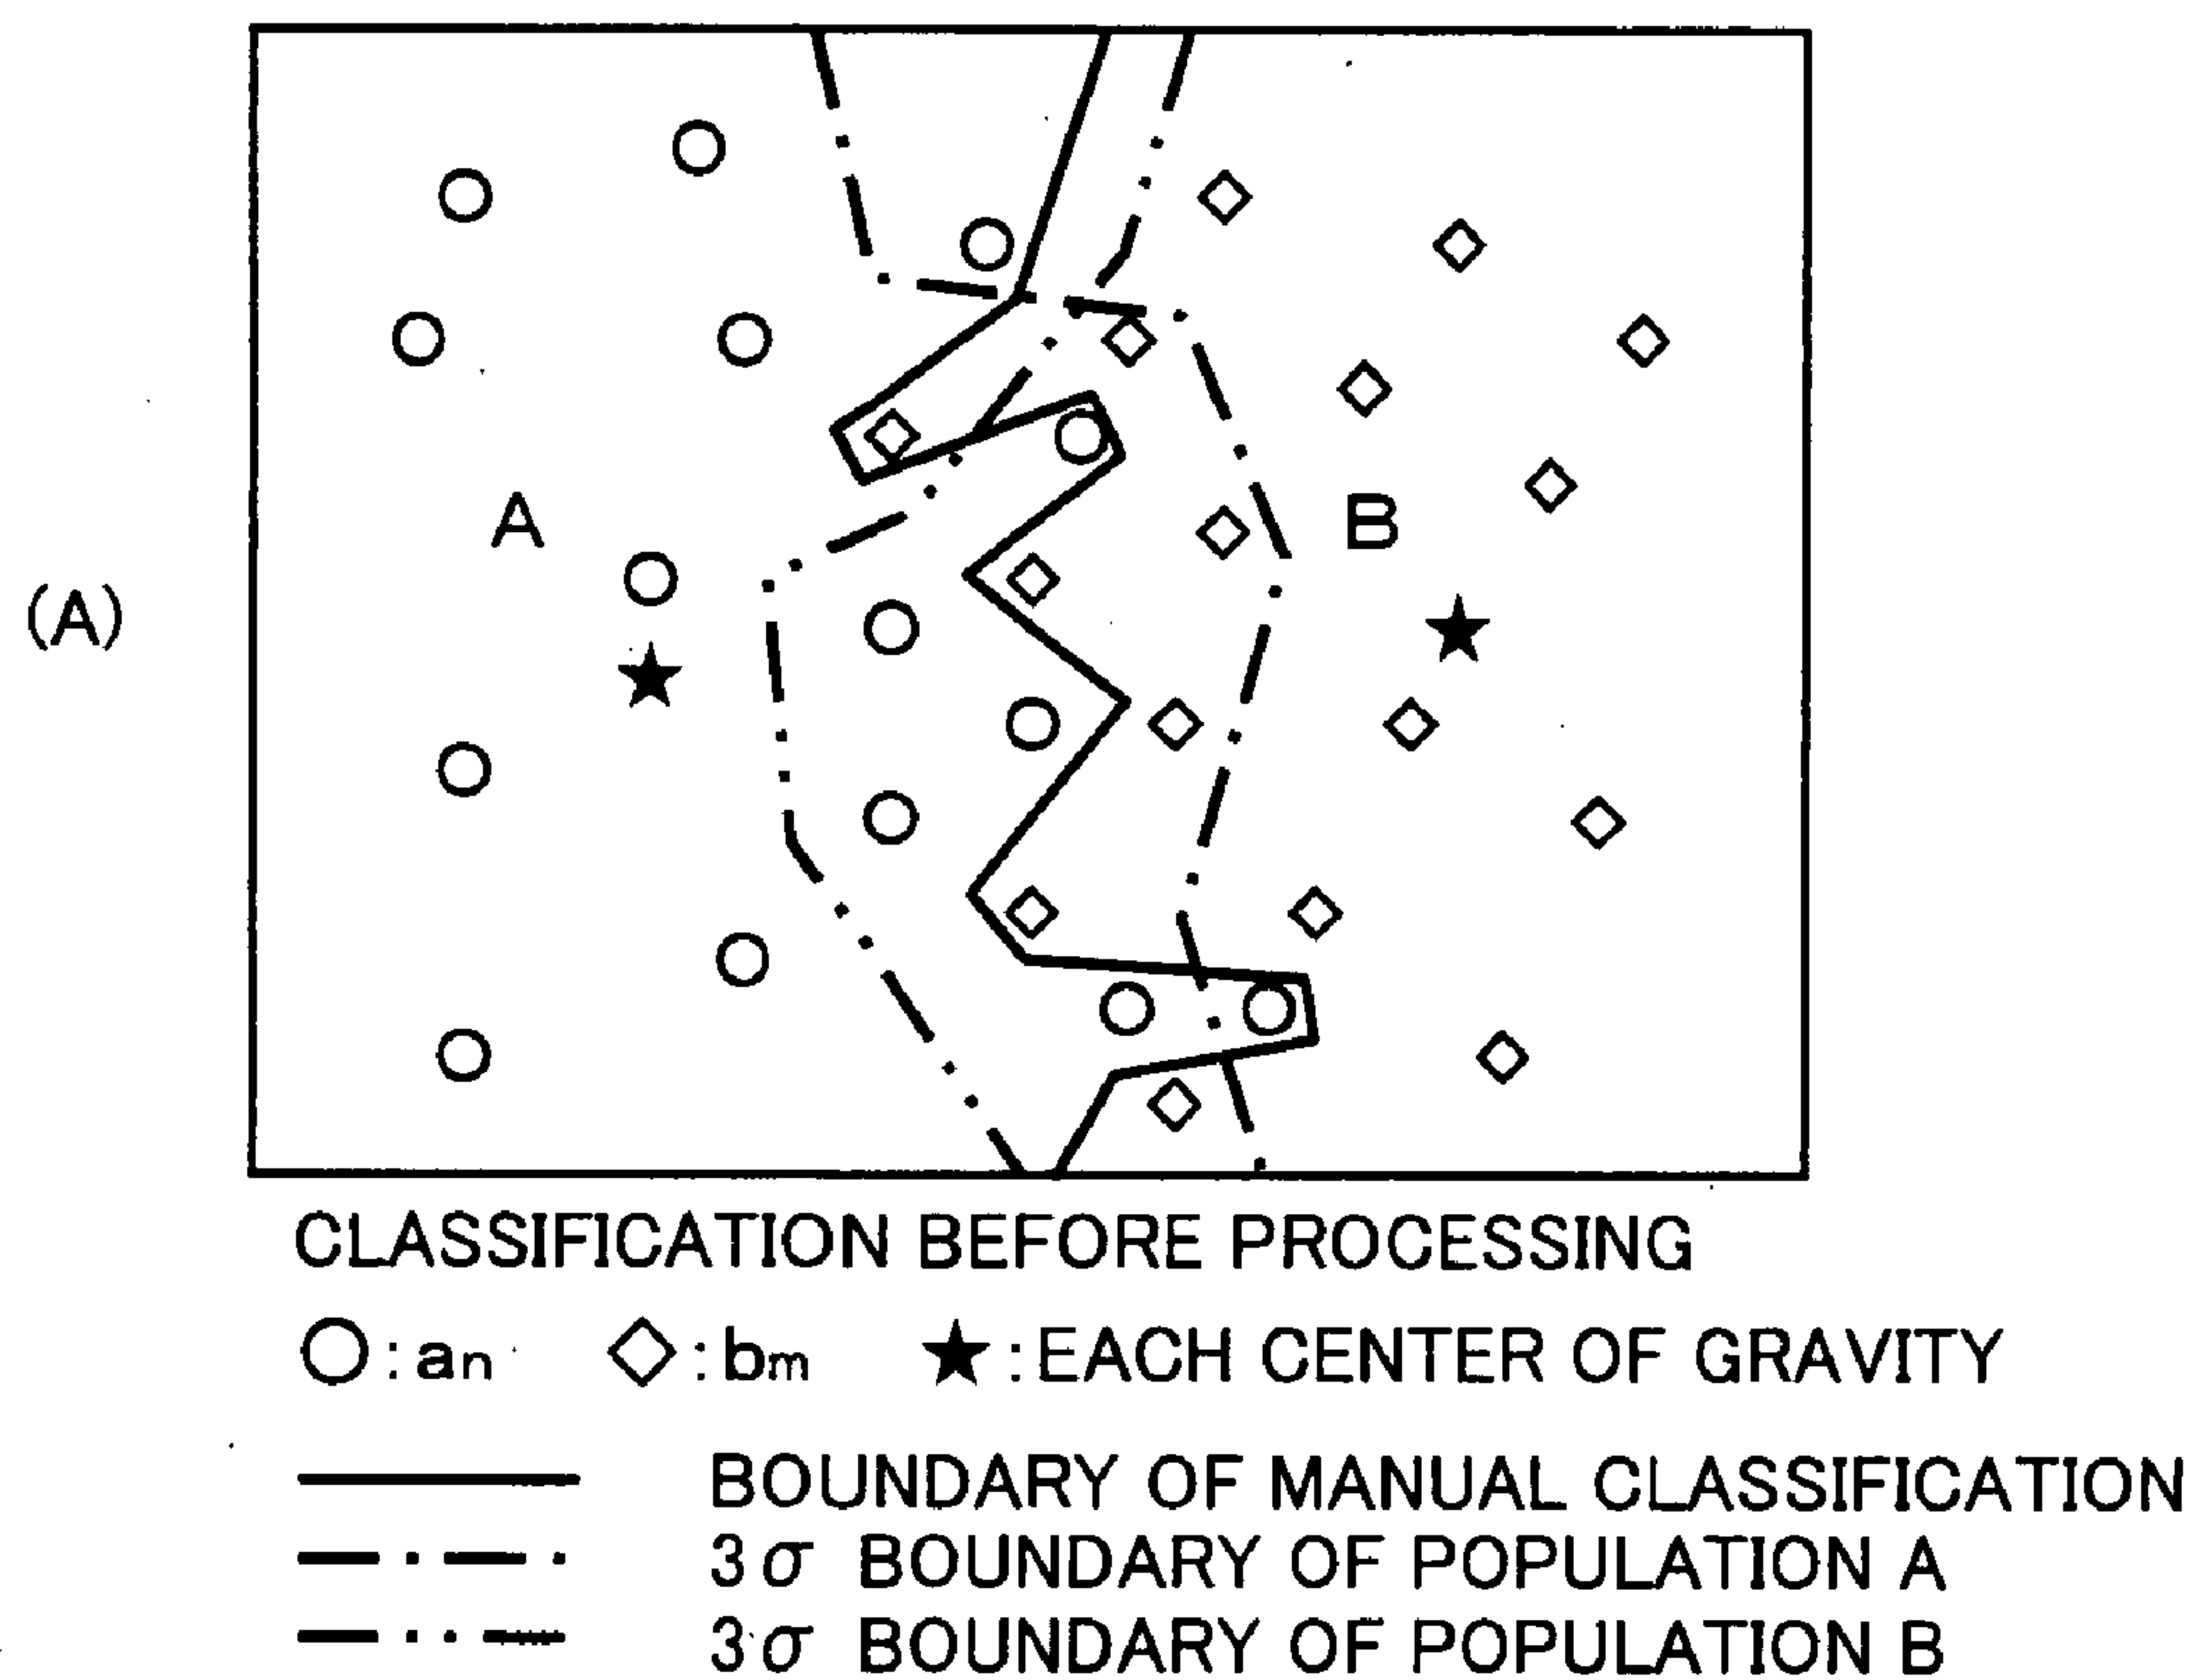 A
B
(A)
CLASSIFICATION BEFORE PROCESSING
○ : an ◇ : bm ★ : EACH CENTER OF GRAVITY
BOUNDARY OF MANUAL CLASSIFICATION
3σ BOUNDARY OF POPULATION A
3σ BOUNDARY OF POPULATION B